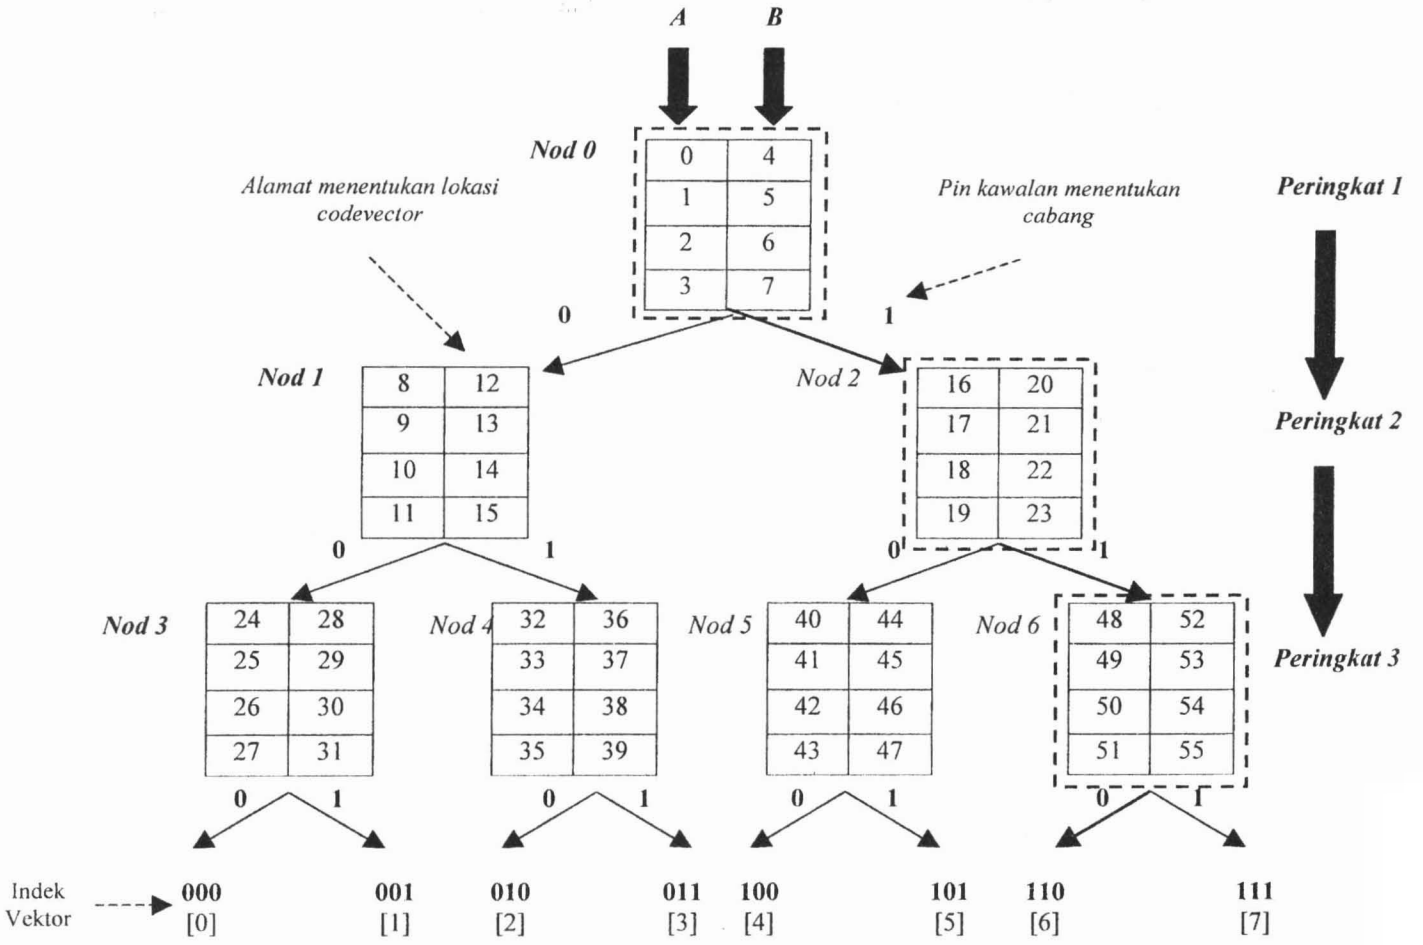 A B
Nod 0
0 4
1 5
2 6
3 7
Alamat menentukan lokasi
codevector
Pin kawalan menentukan
cabang
Peringkat 1
0 1
Nod 1
8 12
9 13
10 14
11 15
Nod 2
16 20
17 21
18 22
19 23
Peringkat 2
0 1
0 1
Nod 3
24 28
25 29
26 30
27 31
Nod 4
32 36
33 37
34 38
35 39
Nod 5
40 44
41 45
42 46
43 47
Nod 6
48 52
49 53
50 54
51 55
Peringkat 3
0 1
0 1
0 1
0 1
Indek
Vektor
000 001 010 011 100 101 110 111
[0] [1] [2] [3] [4] [5] [6] [7]